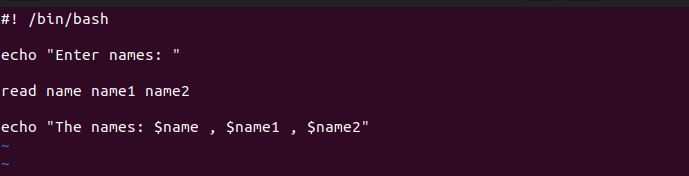 #! /bin/bash
echo "Enter names: "
read name name1 name2
echo "The names: $name , $name1 , $name2"
~
~